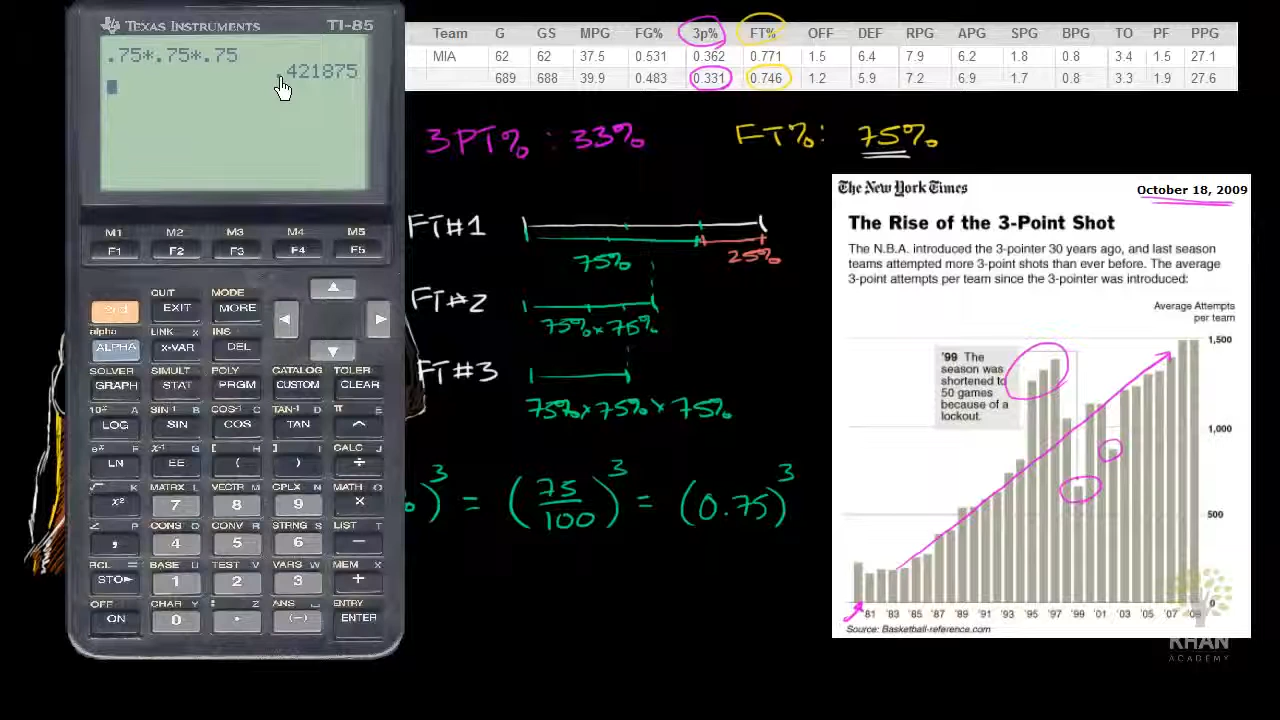 TEXAS INSTRUMENTS TI-85
.75*.75*.75
.421875
M1 M2 M3 M4 M5
F1 F2 F3 F4 F5
QUIT MODE
2nd EXIT MORE
alpha LINK x INS
ALPHA X-VAR DEL
SOLVER SIMULT POLY CATALOG TOLER
GRAPH STAT PRGM CUSTOM CLEAR
10ˣ A SIN⁻¹ B COS⁻¹ C TAN⁻¹ D π E
LOG SIN COS TAN ^
eˣ F x⁻¹ G [ H ] I CALC J
LN EE ( ) ÷
√ K MATRX L VECTR M CPLX N MATH O
x² 7 8 9 ×
∠ P CONS Q CONV R STRNG S LIST T
, 4 5 6 −
RCL = BASE U TEST V VARS W MEM X
STO▸ 1 2 3 +
OFF CHAR Y : Z ANS ENTRY
ON 0 . (−) ENTER
Team G GS MPG FG% 3p% FT% OFF DEF RPG APG SPG BPG TO PF PPG
MIA 62 62 37.5 0.531 0.362 0.771 1.5 6.4 7.9 6.2 1.7 0.8 3.4 1.5 27.1
689 688 39.9 0.483 0.331 0.746 1.2 5.9 7.2 6.9 1.8 0.8 3.3 1.9 27.6
3PT% : 33% FT% : 75%
FT#1
75% 25%
FT#2
75% × 75%
FT#3
75% × 75% × 75%
%)³ = (75/100)³ = (0.75)³
The New York Times October 18, 2009
The Rise of the 3-Point Shot
The N.B.A. introduced the 3-pointer 30 years ago, and last season
teams attempted more 3-point shots than ever before. The average
3-point attempts per team since the 3-pointer was introduced:
Average Attempts
per team
1,500
'99 The
season was
shortened to
50 games
because of a
lockout.
1,000
500
0
'81 '83 '85 '87 '89 '91 '93 '95 '97 '99 '01 '03 '05 '07 '09
Source: Basketball-reference.com
KHAN
ACADEMY